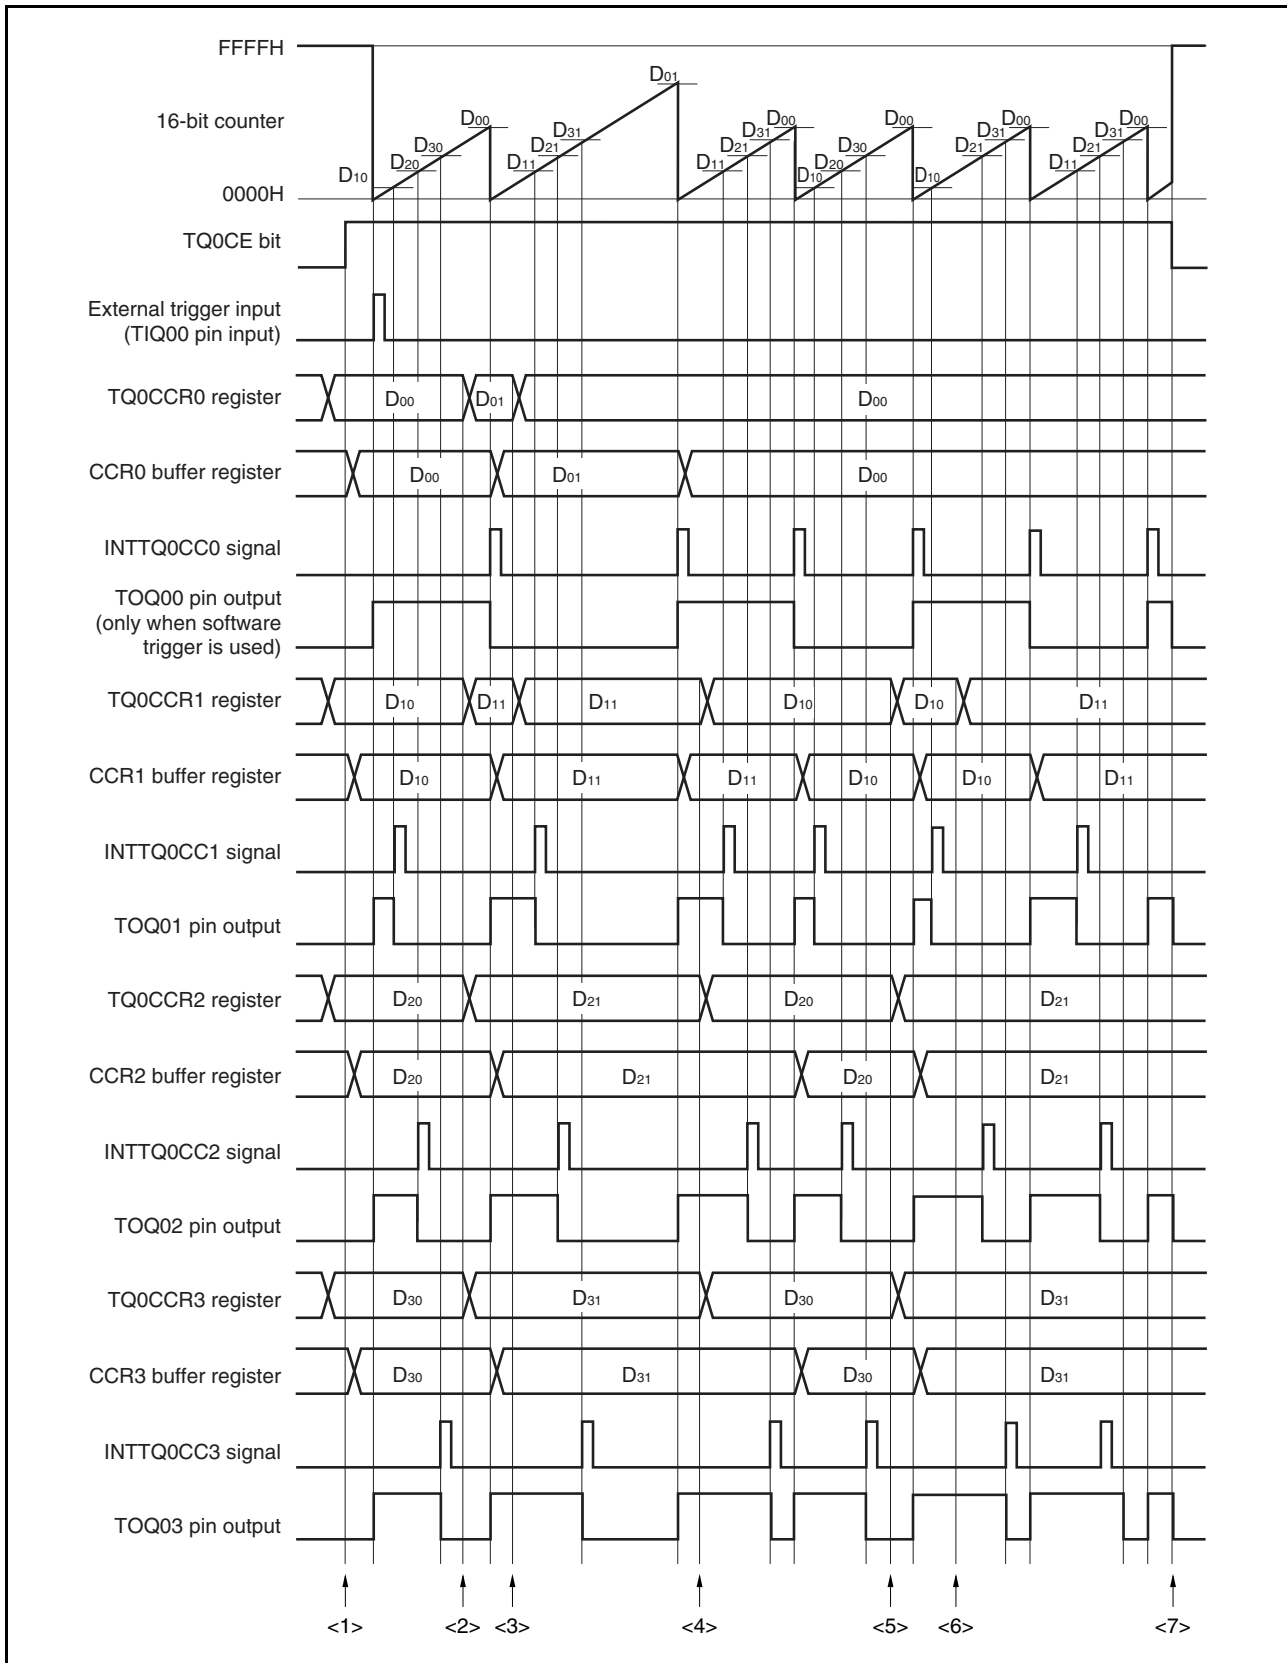 FFFFH
D01
16-bit counter
D00 D00 D00 D00 D00
D31 D31 D31 D31
D30 D21 D21 D30 D21 D21
D20 D11 D11 D20 D11
D10 D10 D10
0000H
TQ0CE bit
External trigger input
(TIQ00 pin input)
TQ0CCR0 register D00 D01 D00
CCR0 buffer register D00 D01 D00
INTTQ0CC0 signal
TOQ00 pin output
(only when software
trigger is used)
TQ0CCR1 register D10 D11 D11 D10 D10 D11
CCR1 buffer register D10 D11 D11 D10 D10 D11
INTTQ0CC1 signal
TOQ01 pin output
TQ0CCR2 register D20 D21 D20 D21
CCR2 buffer register D20 D21 D20 D21
INTTQ0CC2 signal
TOQ02 pin output
TQ0CCR3 register D30 D31 D30 D31
CCR3 buffer register D30 D31 D30 D31
INTTQ0CC3 signal
TOQ03 pin output
<1> <2> <3> <4> <5> <6> <7>